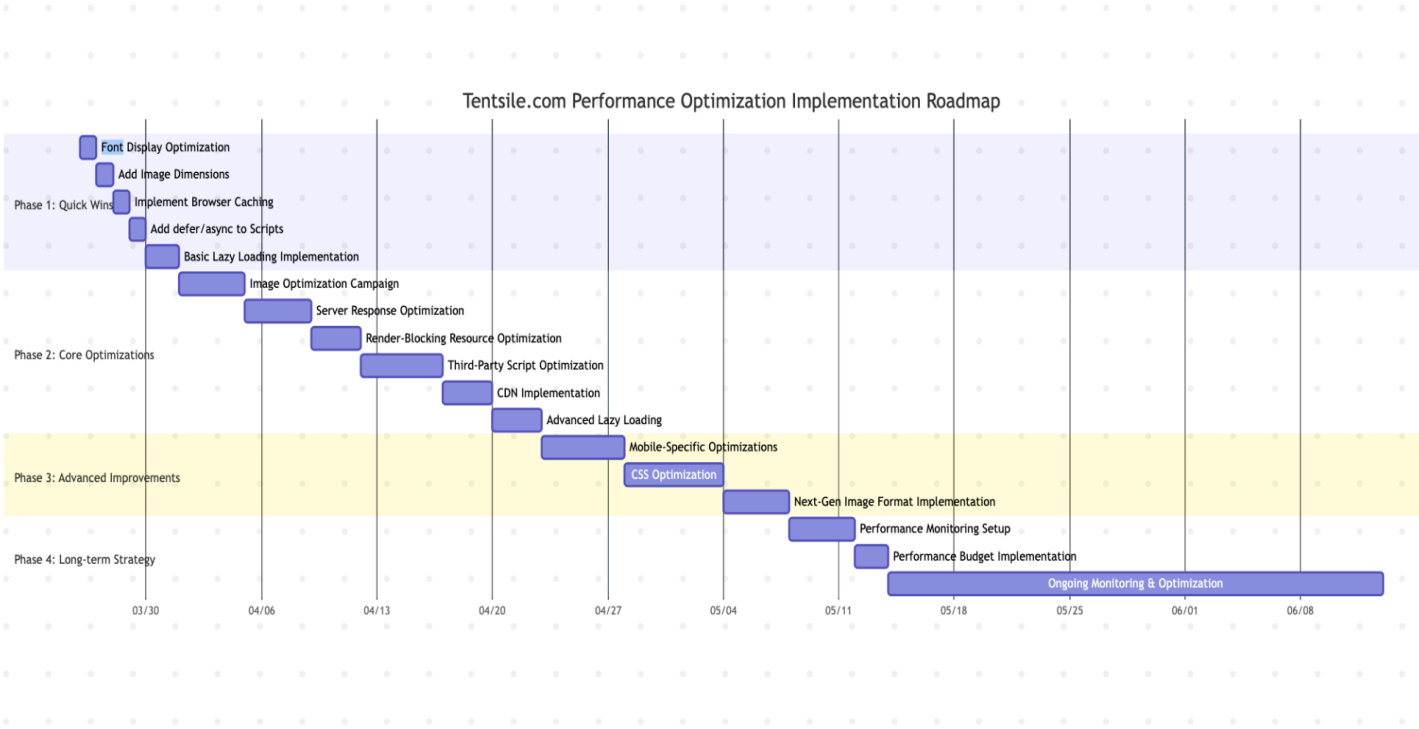 Tentsile.com Performance Optimization Implementation Roadmap
Font Display Optimization
Add Image Dimensions
Phase 1: Quick Wins
Implement Browser Caching
Add defer/async to Scripts
Basic Lazy Loading Implementation
Image Optimization Campaign
Server Response Optimization
Render-Blocking Resource Optimization
Phase 2: Core Optimizations
Third-Party Script Optimization
CDN Implementation
Advanced Lazy Loading
Mobile-Specific Optimizations
Phase 3: Advanced Improvements
CSS Optimization
Next-Gen Image Format Implementation
Performance Monitoring Setup
Phase 4: Long-term Strategy
Performance Budget Implementation
Ongoing Monitoring & Optimization
03/30 04/06 04/13 04/20 04/27 05/04 05/11 05/18 05/25 06/01 06/08